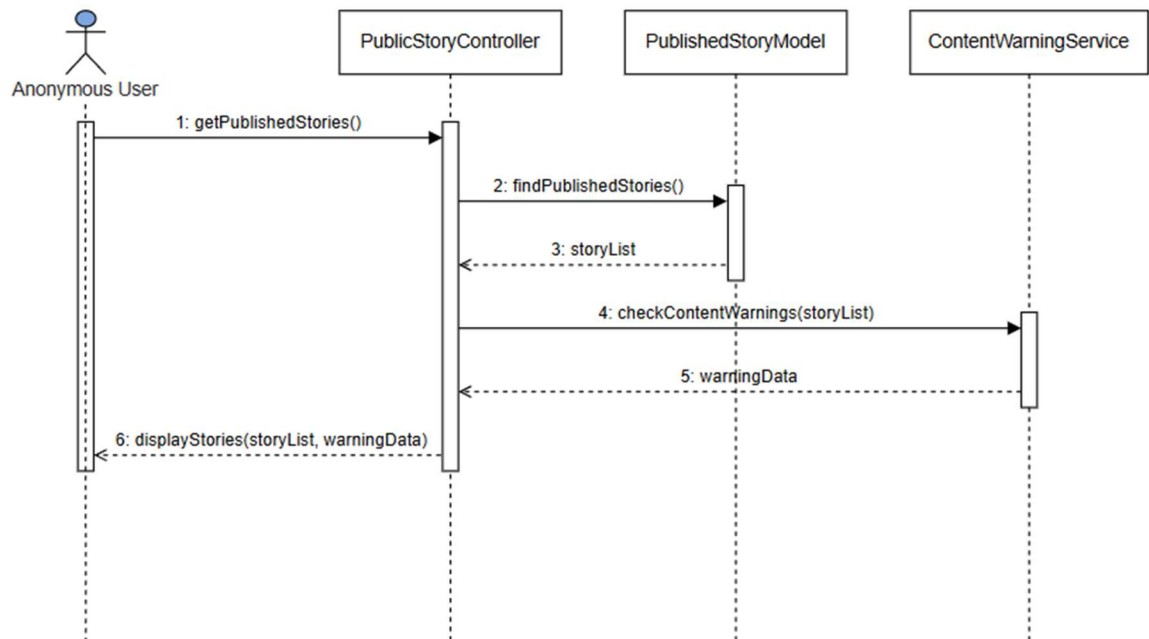 PublicStoryController
PublishedStoryModel
ContentWarningService
Anonymous User
1: getPublishedStories()
2: findPublishedStories()
3: storyList
4: checkContentWarnings(storyList)
5: warningData
6: displayStories(storyList, warningData)